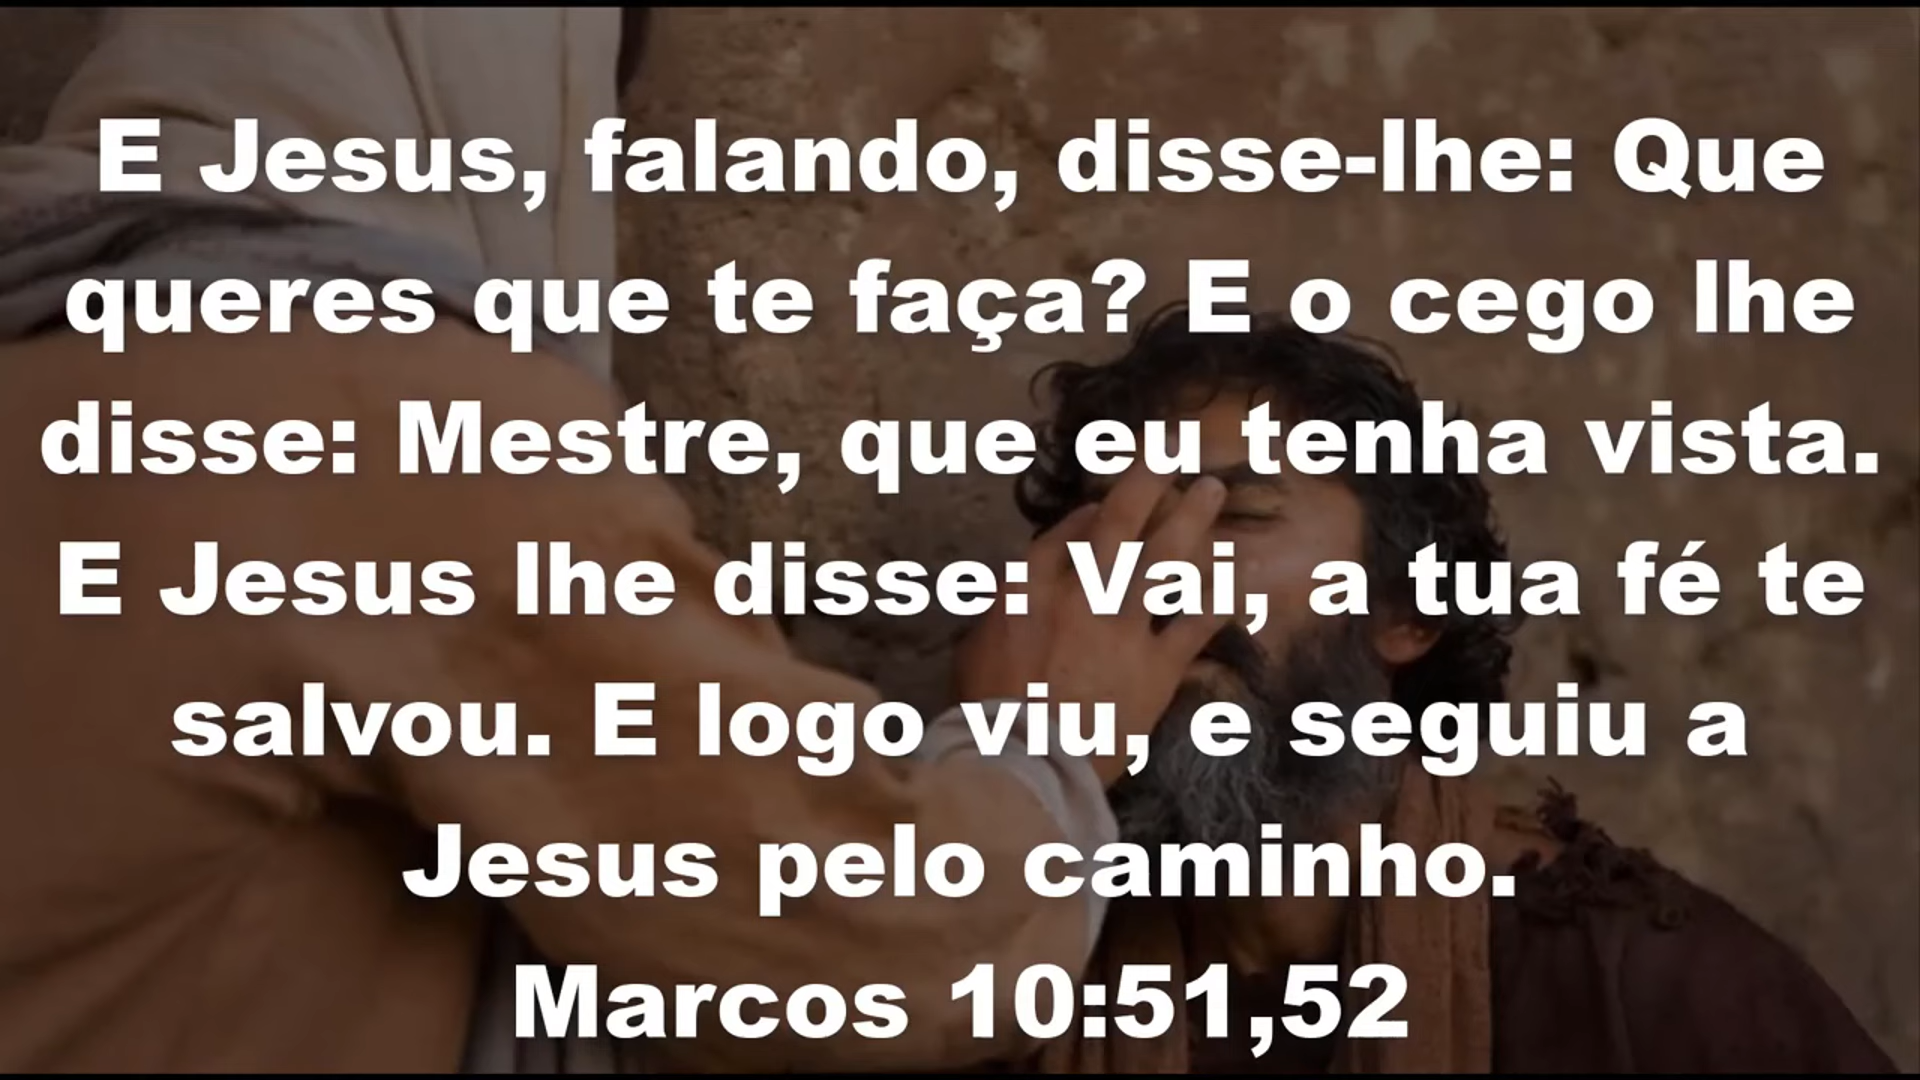 E Jesus, falando, disse-lhe: Que
queres que te faça? E o cego lhe
disse: Mestre, que eu tenha vista.
E Jesus lhe disse: Vai, a tua fé te
salvou. E logo viu, e seguiu a
Jesus pelo caminho.
Marcos 10:51,52